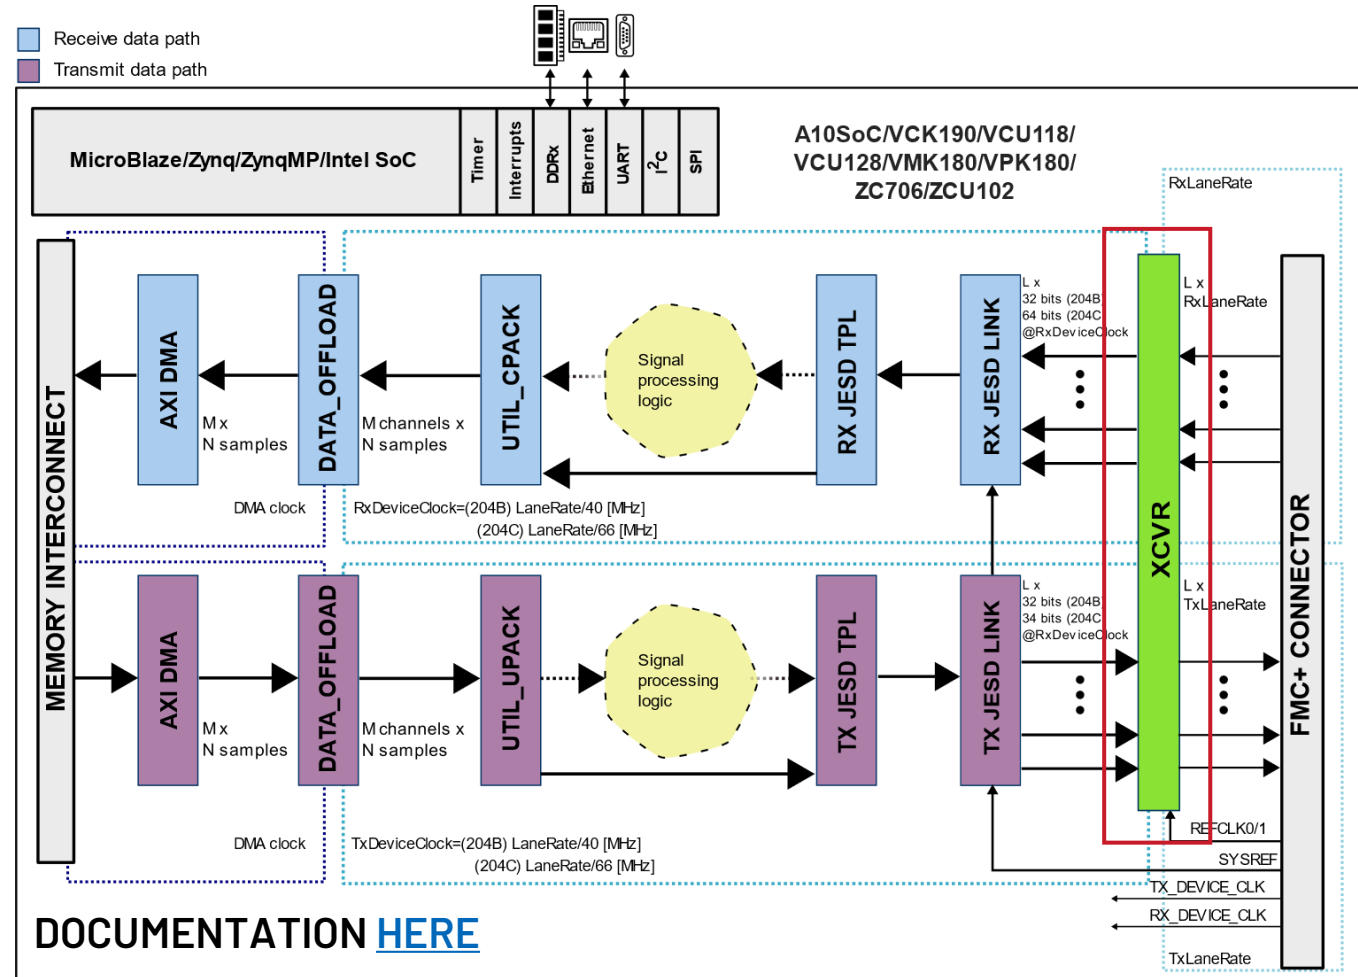 Receive data path
Transmit data path
MicroBlaze/Zynq/ZynqMP/Intel SoC
Timer
Interrupts
DDRx
Ethernet
UART
I²C
SPI
A10SoC/VCK190/VCU118/
VCU128/VMK180/VPK180/
ZC706/ZCU102
RxLaneRate
MEMORY INTERCONNECT
AXI DMA
M x
N samples
DATA_OFFLOAD
M channels x
N samples
UTIL_CPACK
Signal
processing
logic
RX JESD TPL
RX JESD LINK
L x
32 bits (204B)
64 bits (204C)
@RxDeviceClock
XCVR
L x
RxLaneRate
FMC+ CONNECTOR
DMA clock
RxDeviceClock=(204B) LaneRate/40 [MHz]
(204C) LaneRate/66 [MHz]
AXI DMA
M x
N samples
DATA_OFFLOAD
M channels x
N samples
UTIL_UPACK
Signal
processing
logic
TX JESD TPL
TX JESD LINK
L x
32 bits (204B)
34 bits (204C)
@RxDeviceClock
L x
TxLaneRate
DMA clock
TxDeviceClock=(204B) LaneRate/40 [MHz]
(204C) LaneRate/66 [MHz]
REFCLK0/1
SYSREF
TX_DEVICE_CLK
RX_DEVICE_CLK
TxLaneRate
DOCUMENTATION HERE